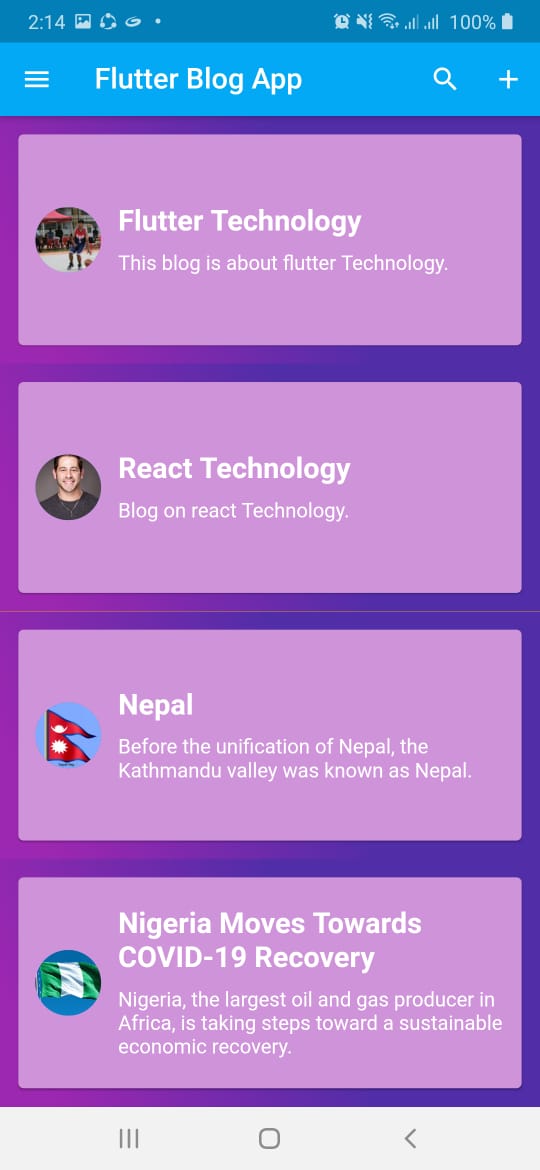 2:14
100%
Flutter Blog App
Flutter Technology
This blog is about flutter Technology.
React Technology
Blog on react Technology.
Nepal
Before the unification of Nepal, the
Kathmandu valley was known as Nepal.
Nigeria Moves Towards
COVID-19 Recovery
Nigeria, the largest oil and gas producer in
Africa, is taking steps toward a sustainable
economic recovery.